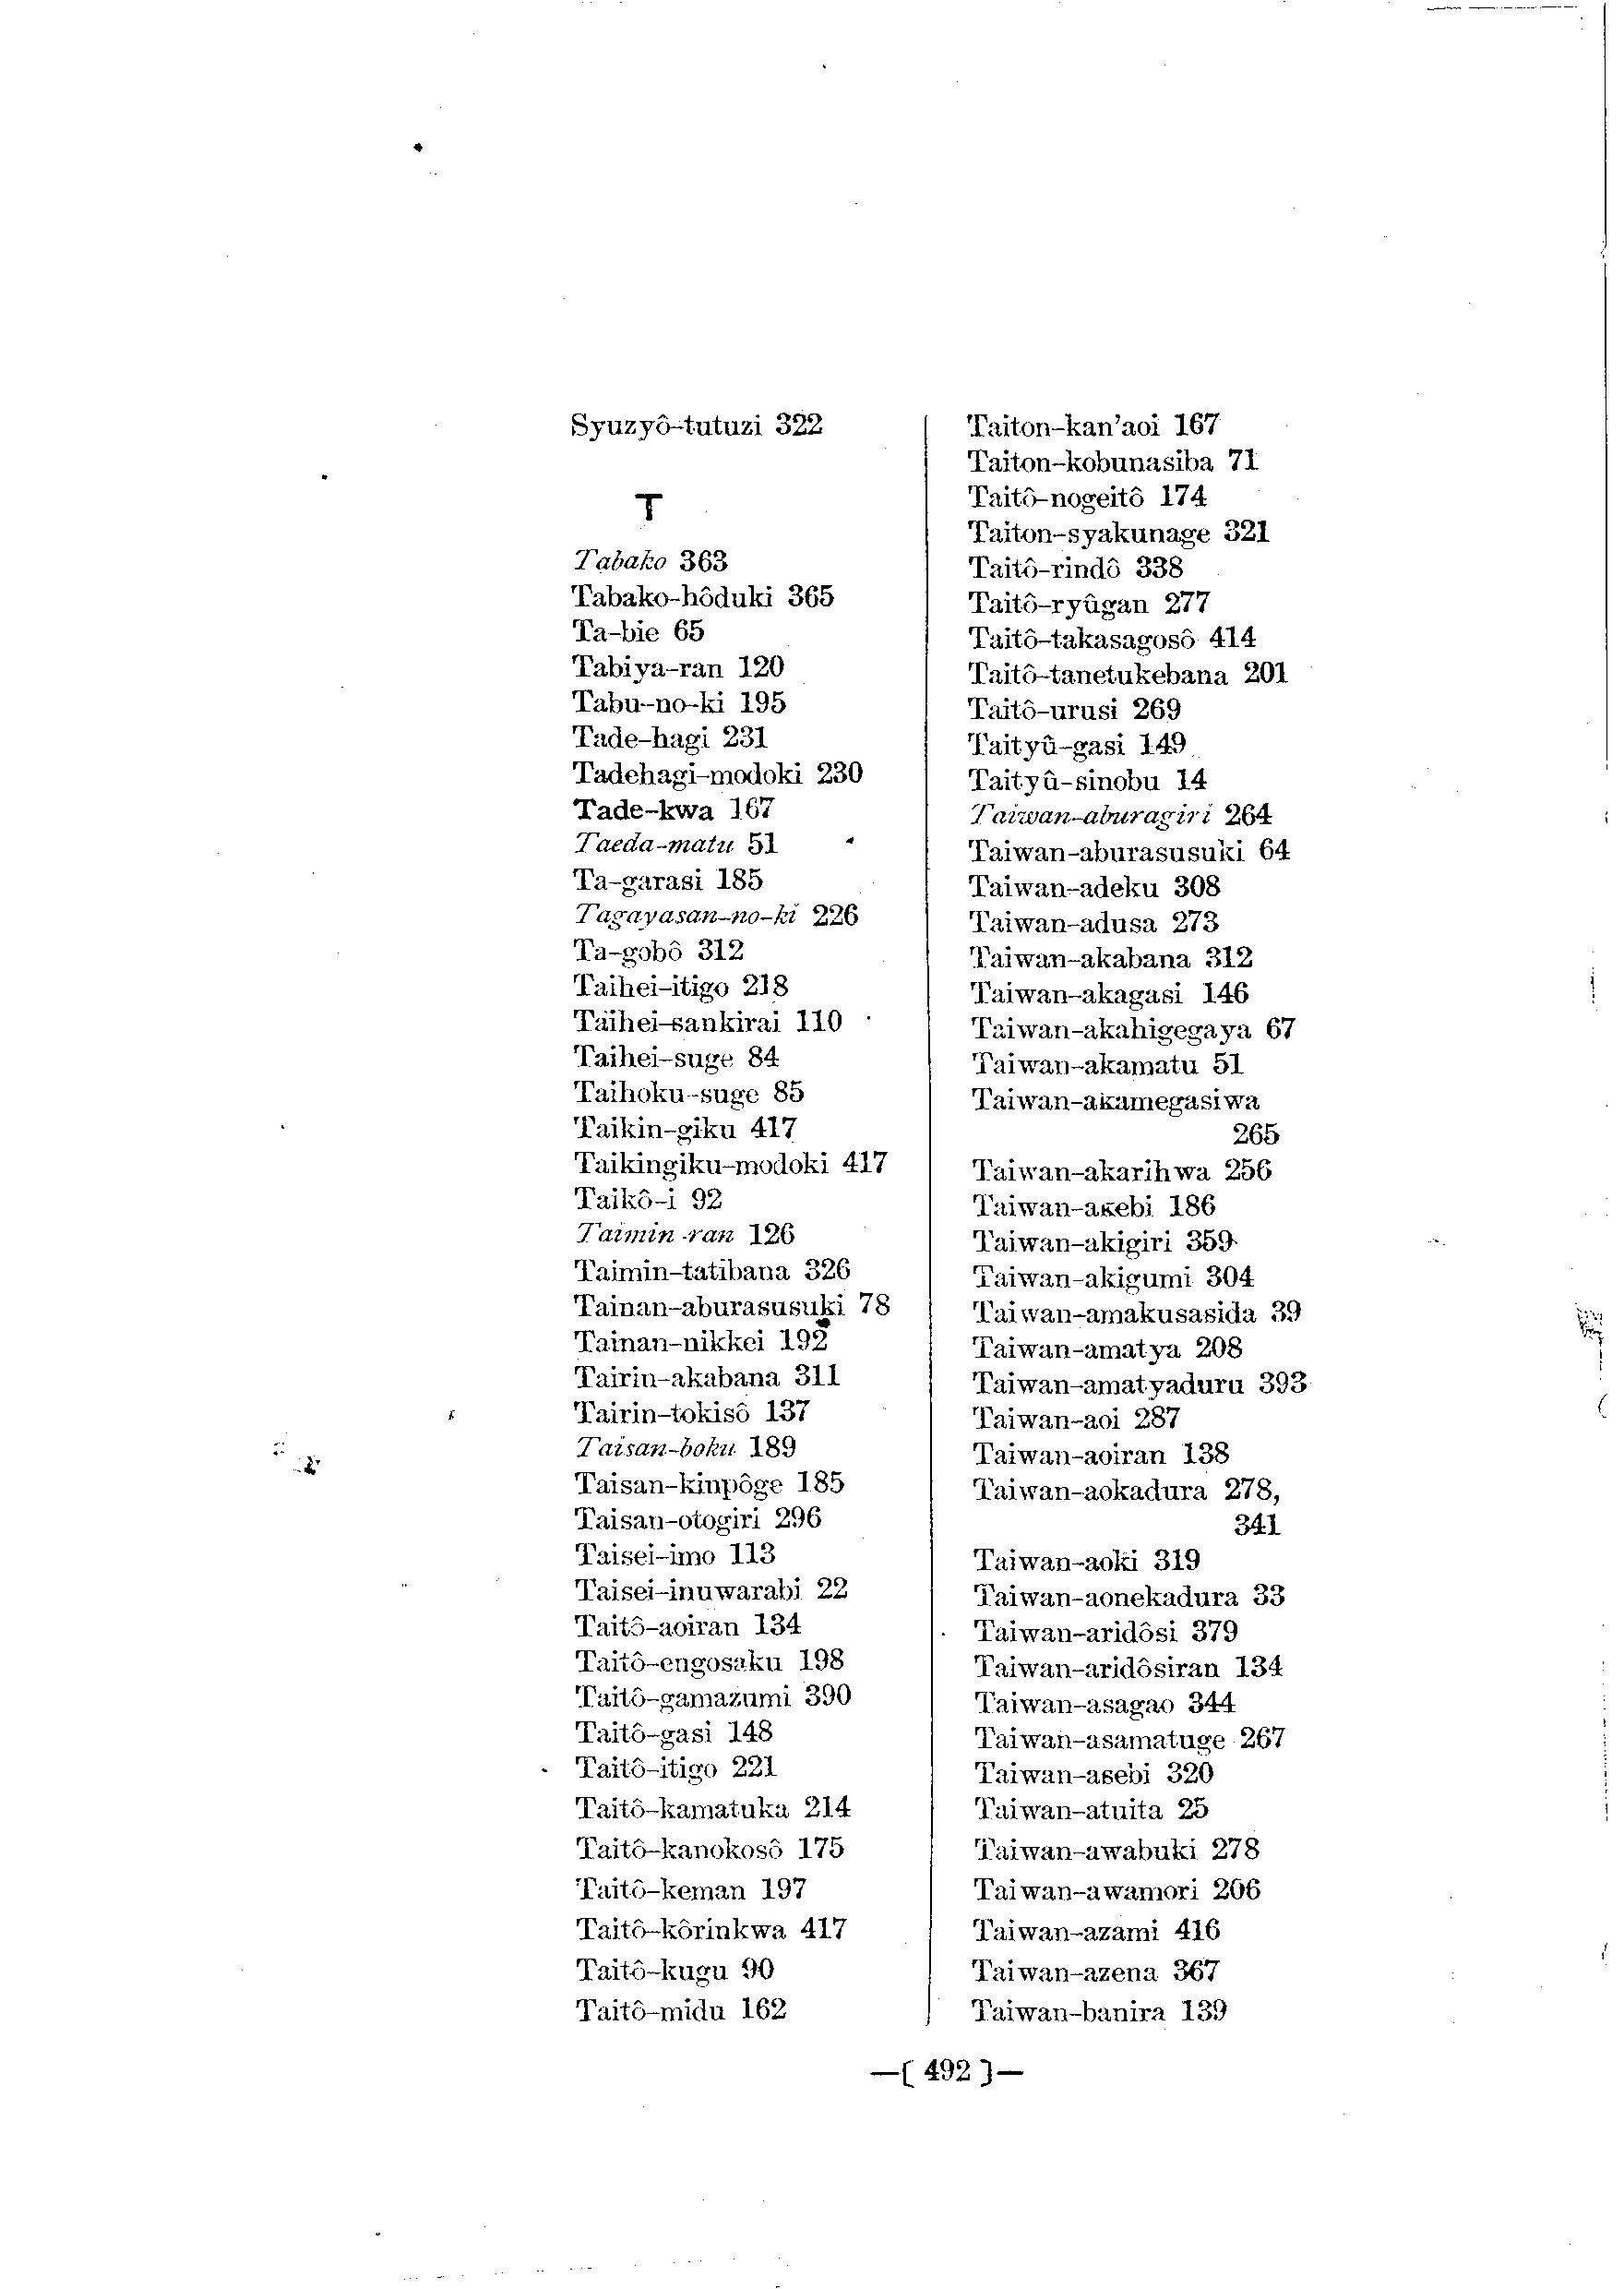 Syuzyô-tutuzi 322
T
Tabako 363
Tabako-hôduki 365
Ta-bie 65
Tabiya-ran 120
Tabu-no-ki 195
Tade-hagi 231
Tadehagi-modoki 230
Tade-kwa 167
Taeda-matu 51
Ta-garasi 185
Tagayasan-no-ki 226
Ta-gobô 312
Taihei-itigo 218
Taihei-sankirai 110
Taihei-suge 84
Taihoku-suge 85
Taikin-giku 417
Taikingiku-modoki 417
Taikô-i 92
Taimin-ran 126
Taimin-tatibana 326
Tainan-aburasusuki 78
Tainan-nikkei 192
Tairin-akabana 311
Tairin-tokisô 137
Taisan-boku 189
Taisan-kinpôge 185
Taisan-otogiri 296
Taisei-imo 113
Taisei-inuwarabi 22
Taitô-aoiran 134
Taitô-engosaku 198
Taitô-gamazumi 390
Taitô-gasi 148
Taitô-itigo 221
Taitô-kamatuka 214
Taitô-kanokosô 175
Taitô-keman 197
Taitô-kôrinkwa 417
Taitô-kugu 90
Taitô-midu 162
Taiton-kan'aoi 167
Taiton-kobunasiba 71
Taitô-nogeitô 174
Taiton-syakunage 321
Taitô-rindô 338
Taitô-ryûgan 277
Taitô-takasagosô 414
Taitô-tanetukebana 201
Taitô-urusi 269
Taityû-gasi 149
Taityû-sinobu 14
Taiwan-aburagiri 264
Taiwan-aburasusuki 64
Taiwan-adeku 308
Taiwan-adusa 273
Taiwan-akabana 312
Taiwan-akagasi 146
Taiwan-akahigegaya 67
Taiwan-akamatu 51
Taiwan-akamegasiwa
265
Taiwan-akarihwa 256
Taiwan-akebi 186
Taiwan-akigiri 359
Taiwan-akigumi 304
Taiwan-amakusasida 39
Taiwan-amatya 208
Taiwan-amatyaduru 393
Taiwan-aoi 287
Taiwan-aoiran 138
Taiwan-aokadura 278,
341
Taiwan-aoki 319
Taiwan-aonekadura 33
Taiwan-aridôsi 379
Taiwan-aridôsiran 134
Taiwan-asagao 344
Taiwan-asamatuge 267
Taiwan-asebi 320
Taiwan-atuita 25
Taiwan-awabuki 278
Taiwan-awamori 206
Taiwan-azami 416
Taiwan-azena 367
Taiwan-banira 139
—[ 492 ]—